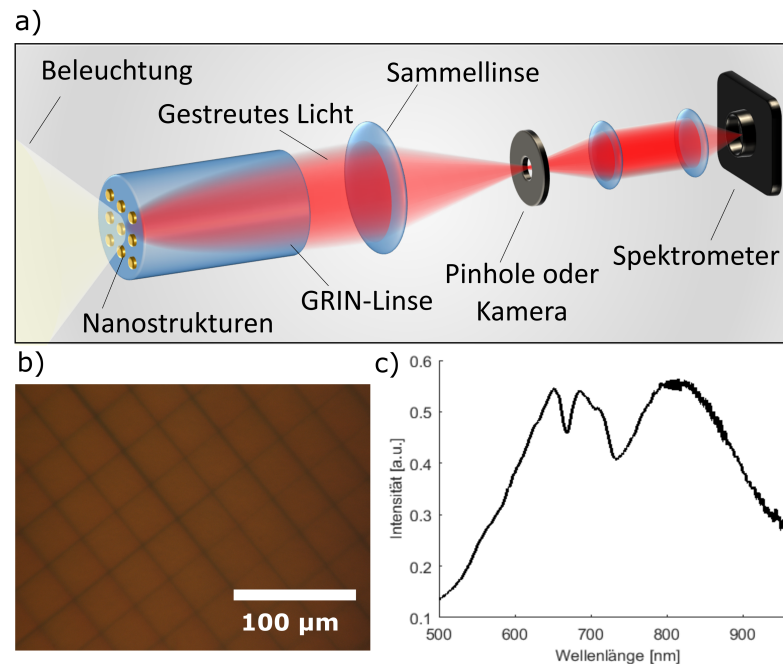 a)
Beleuchtung
Sammellinse
Gestreutes Licht
Spektrometer
Pinhole oder
Kamera
GRIN-Linse
Nanostrukturen
b)
100 µm
c)
0.6
0.5
0.4
0.3
0.2
0.1
Intensität [a.u.]
500
600
700
800
900
Wellenlänge [nm]